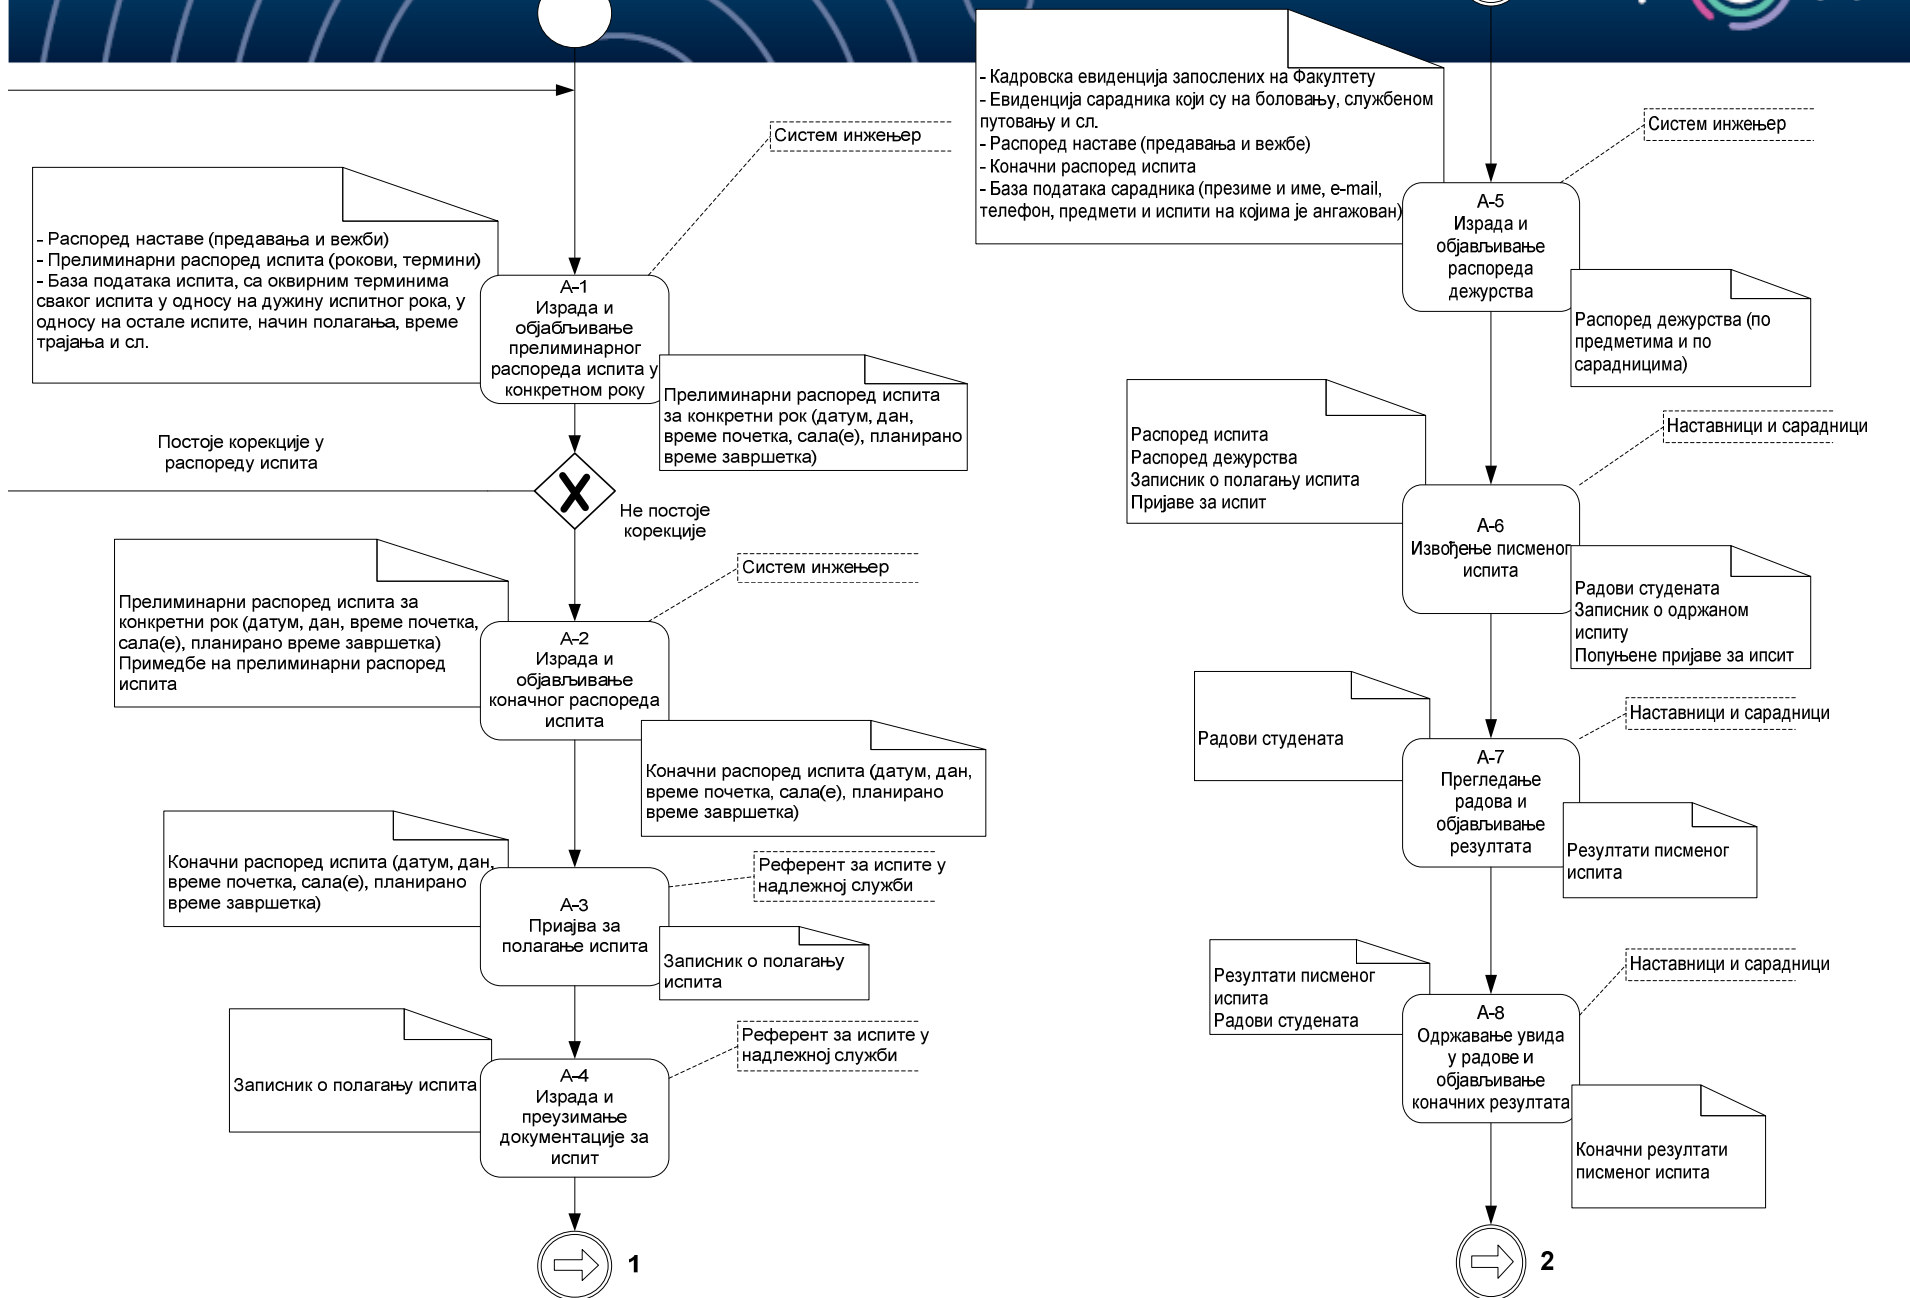 Систем инжењер
- Распоред наставе (предавања и вежби)
- Прелиминарни распоред испита (рокови, термини)
- База података испита, са оквирним терминима
сваког испита у односу на дужину испитног рока, у
односу на остале испите, начин полагања, време
трајања и сл.
А-1
Израда и
објабљивање
прелиминарног
распореда испита у
конкретном року
Прелиминарни распоред испита
за конкретни рок (датум, дан,
време почетка, сала(е), планирано
време завршетка)
Постоје корекције у
распореду испита
Не постоје
корекције
Систем инжењер
Прелиминарни распоред испита за
конкретни рок (датум, дан, време почетка,
сала(е), планирано време завршетка)
Примедбе на прелиминарни распоред
испита
А-2
Израда и
објављивање
коначног распореда
испита
Коначни распоред испита (датум, дан,
време почетка, сала(е), планирано
време завршетка)
Коначни распоред испита (датум, дан,
време почетка, сала(е), планирано
време завршетка)
Референт за испите у
надлежној служби
А-3
Приајва за
полагање испита
Записник о полагању
испита
Референт за испите у
надлежној служби
Записник о полагању испита
А-4
Израда и
преузимање
документације за
испит
1
- Кадровска евиденција запослених на Факултету
- Евиденција сарадника који су на боловању, службеном
путовању и сл.
- Распоред наставе (предавања и вежбе)
- Коначни распоред испита
- База података сарадника (презиме и име, e-mail,
телефон, предмети и испити на којима је ангажован)
Систем инжењер
А-5
Израда и
објављивање
распореда
дежурства
Распоред дежурства (по
предметима и по
сарадницима)
Наставници и сарадници
Распоред испита
Распоред дежурства
Записник о полагању испита
Пријаве за испит
А-6
Извођење писменог
испита
Радови студената
Записник о одржаном
испиту
Попуњене пријаве за ипсит
Наставници и сарадници
Радови студената
А-7
Прегледање
радова и
објављивање
резултата
Резултати писменог
испита
Наставници и сарадници
Резултати писменог
испита
Радови студената
А-8
Одржавање увида
у радове и
објављивање
коначних резултата
Коначни резултати
писменог испита
2